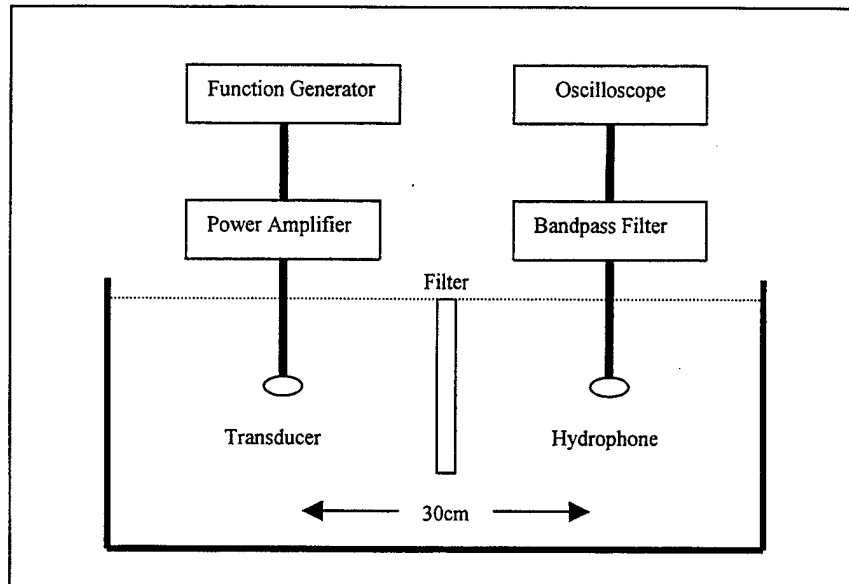 Function Generator
Oscilloscope
Power Amplifier
Bandpass Filter
Filter
Transducer
Hydrophone
30cm